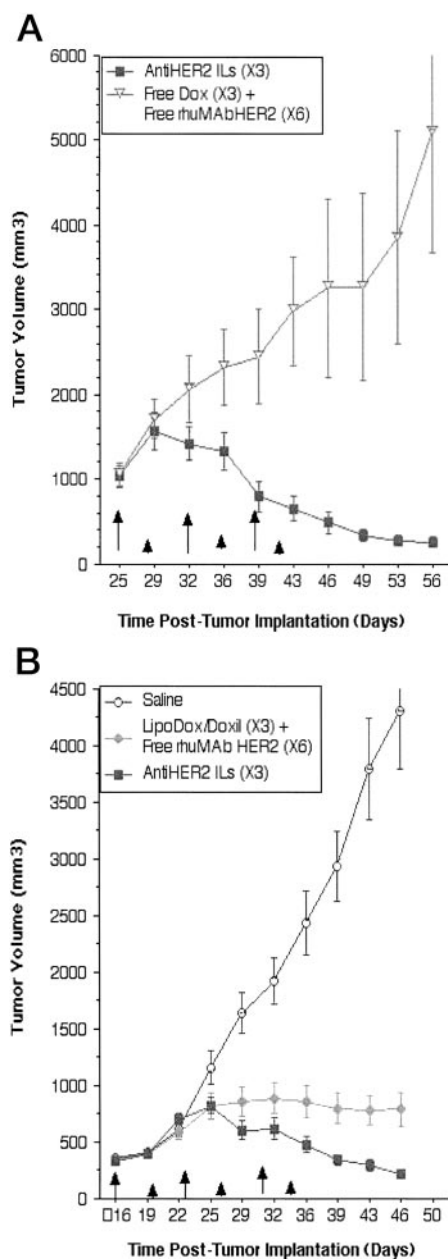 A
6000
5000
4000
3000
2000
1000
0
Tumor Volume (mm3)
AntiHER2 ILs (X3)
Free Dox (X3) +
Free rhuMAbHER2 (X6)
25 29 32 36 39 43 46 49 53 56
Time Post-Tumor Implantation (Days)
B
4500
4000
3500
3000
2500
2000
1500
1000
500
0
Tumor Volume (mm3)
Saline
LipoDox/Doxil (X3) +
Free rhuMAb HER2 (X6)
AntiHER2 ILs (X3)
16 19 22 25 29 32 36 39 43 46 50
Time Post-Tumor Implantation (Days)